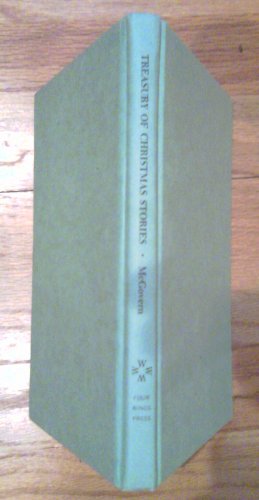 TREASURY OF CHRISTMAS STORIES • McGovern
W
W W
M M
FOUR
WINDS
PRESS